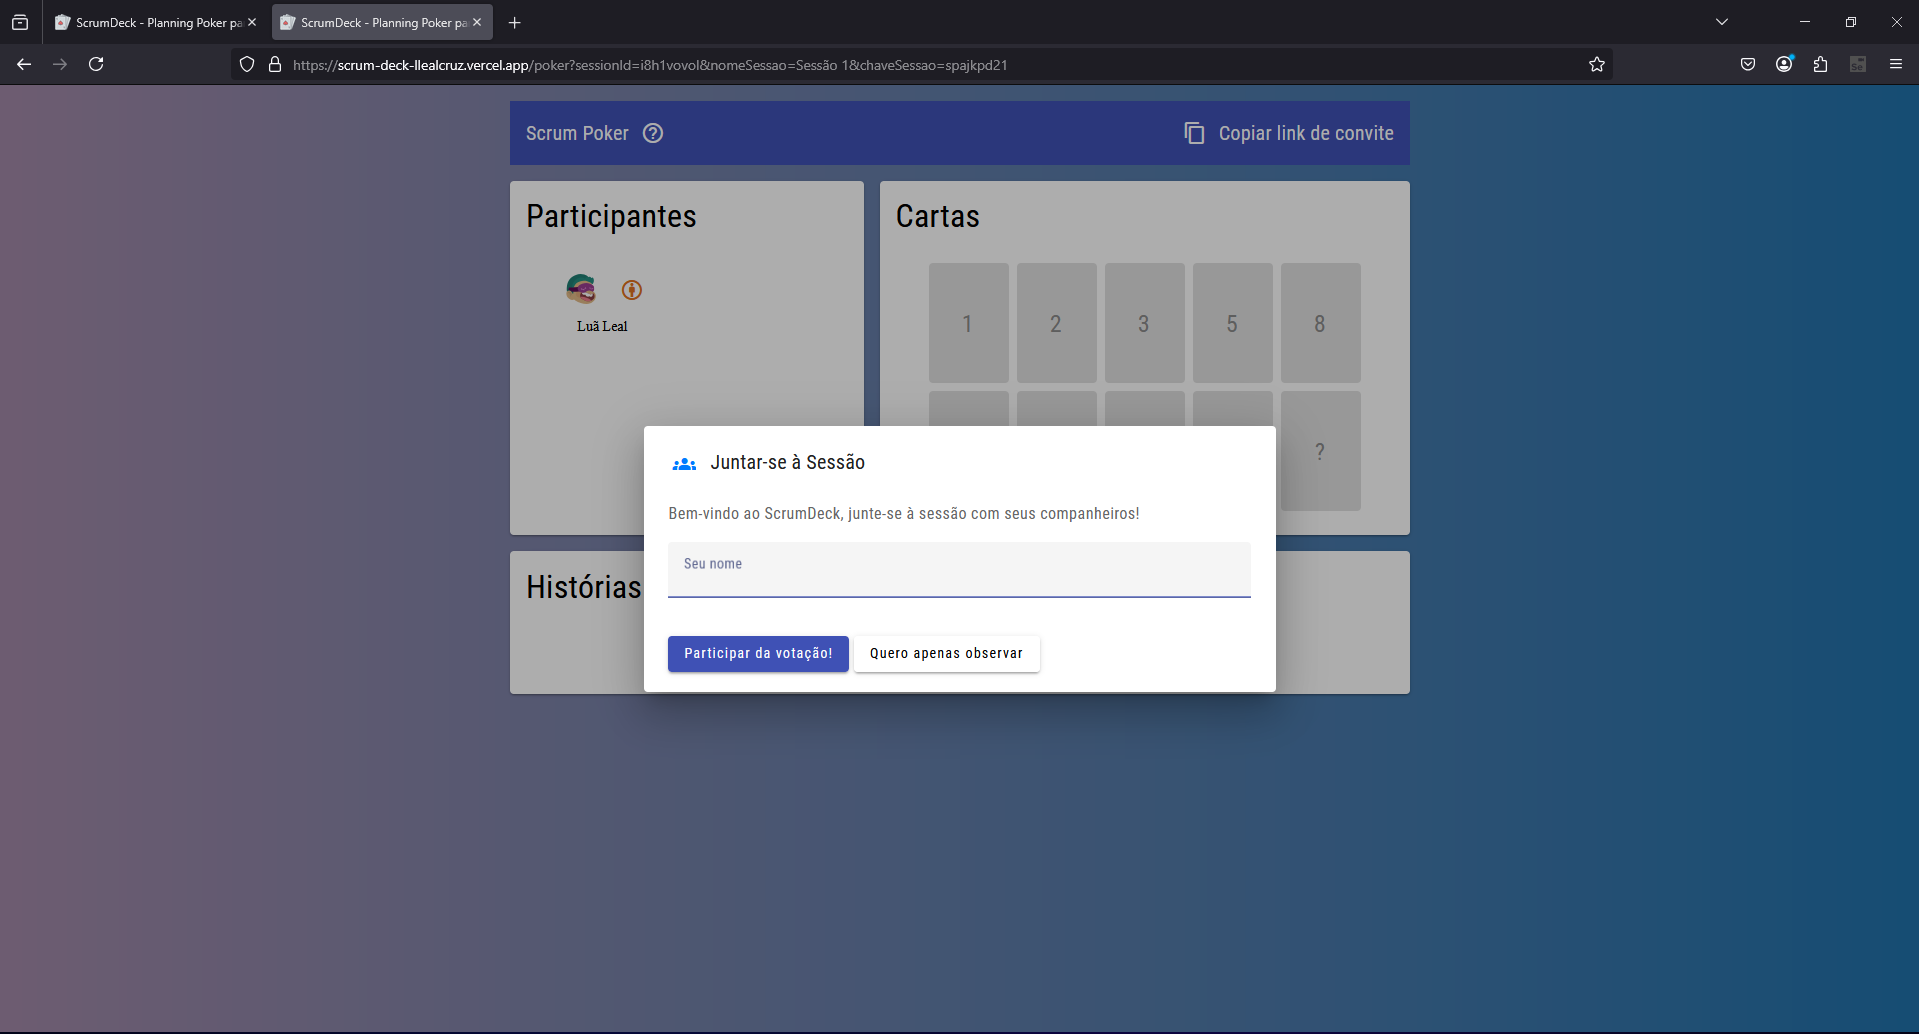 ScrumDeck - Planning Poker pa
ScrumDeck - Planning Poker pa
https://scrum-deck-llealcruz.vercel.app/poker?sessionId=i8h1vovol&nomeSessao=Sessão 1&chaveSessao=spajkpd21
Scrum Poker
Copiar link de convite
Participantes
Luã Leal
Cartas
1 2 3 5 8
?
Juntar-se à Sessão
Bem-vindo ao ScrumDeck, junte-se à sessão com seus companheiros!
Seu nome
Participar da votação! Quero apenas observar
Histórias